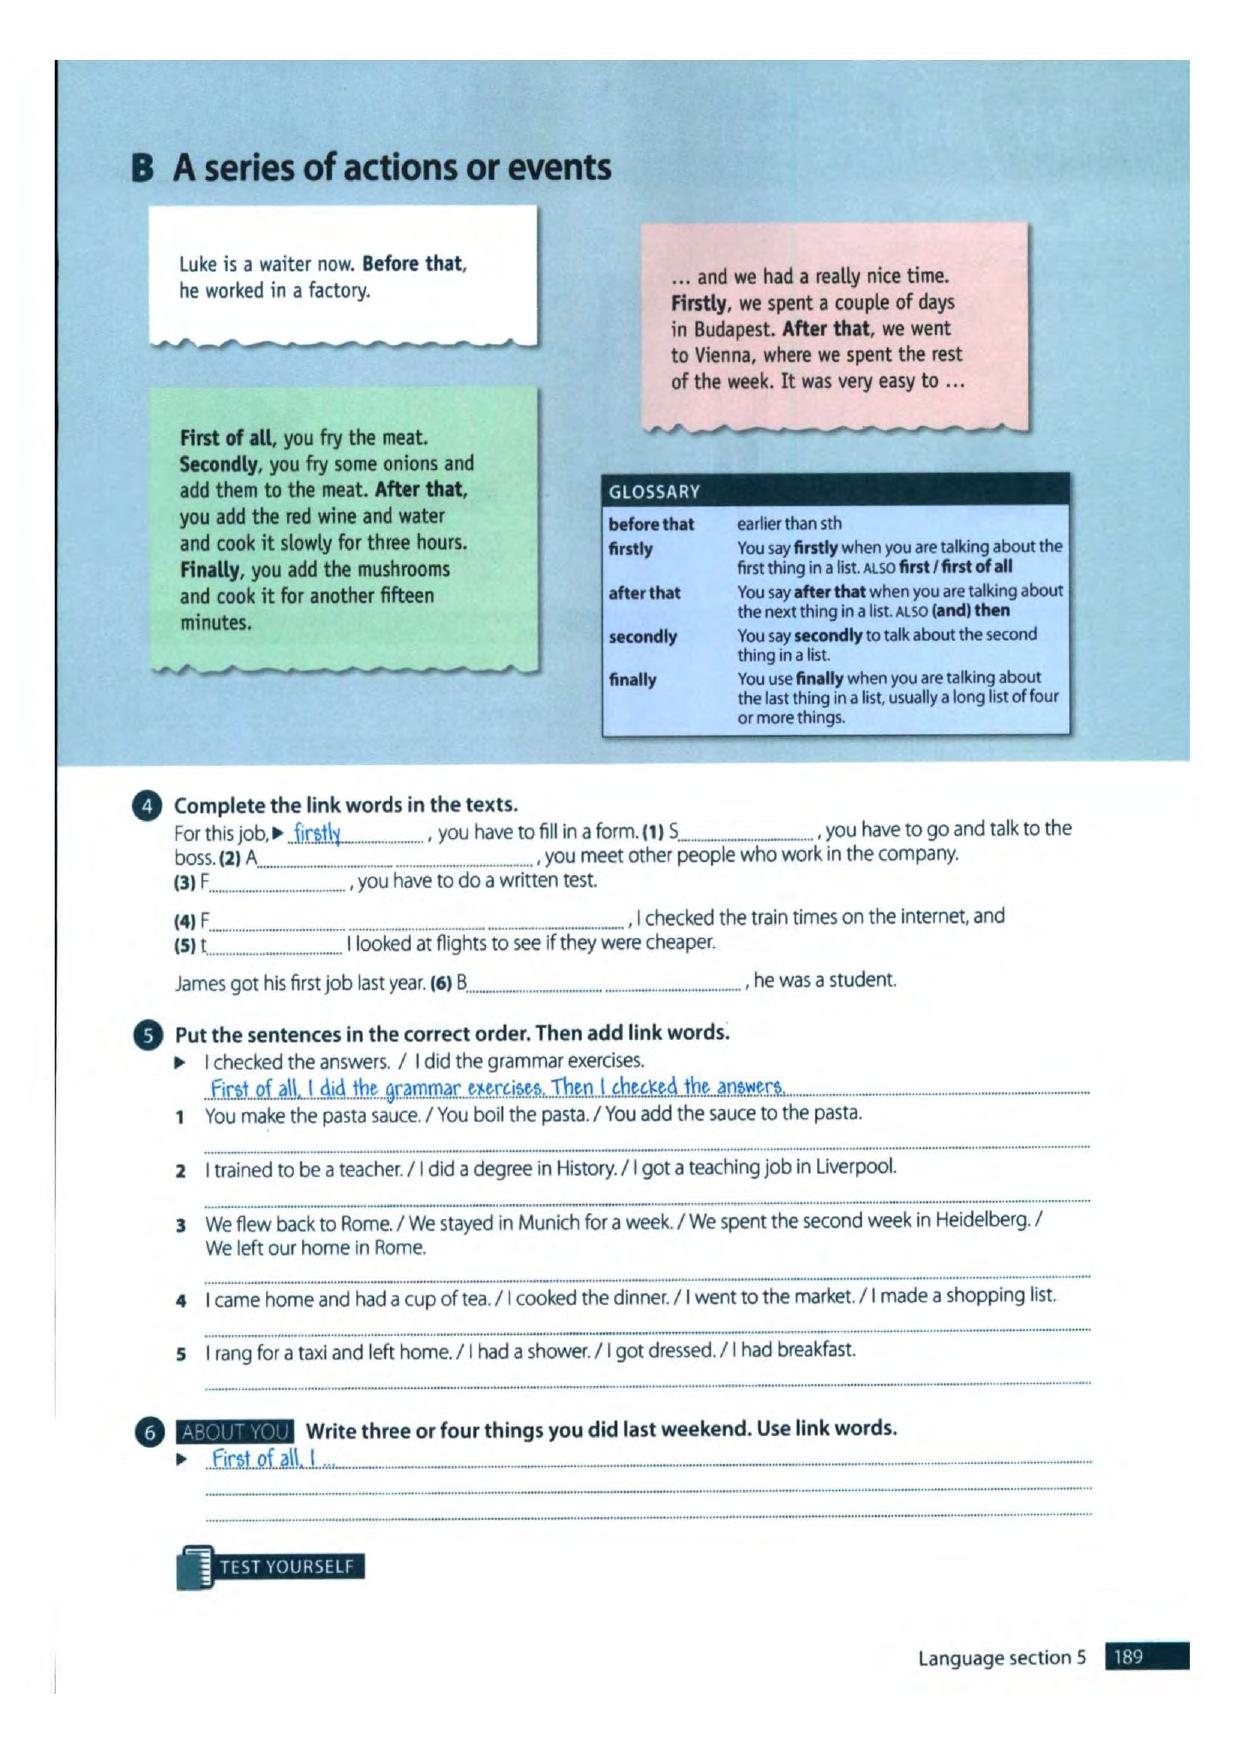 B A series of actions or events
Luke is a waiter now. Before that,
he worked in a factory.
... and we had a really nice time.
Firstly, we spent a couple of days
in Budapest. After that, we went
to Vienna, where we spent the rest
of the week. It was very easy to ...
First of all, you fry the meat.
Secondly, you fry some onions and
add them to the meat. After that,
you add the red wine and water
and cook it slowly for three hours.
Finally, you add the mushrooms
and cook it for another fifteen
minutes.
GLOSSARY
before that earlier than sth
firstly You say firstly when you are talking about the
first thing in a list. ALSO first / first of all
after that You say after that when you are talking about
the next thing in a list. ALSO (and) then
secondly You say secondly to talk about the second
thing in a list.
finally You use finally when you are talking about
the last thing in a list, usually a long list of four
or more things.
4 Complete the link words in the texts.
For this job, ▶ firstly , you have to fill in a form. (1) S , you have to go and talk to the
boss. (2) A , you meet other people who work in the company.
(3) F , you have to do a written test.
(4) F , I checked the train times on the internet, and
(5) t I looked at flights to see if they were cheaper.
James got his first job last year. (6) B , he was a student.
5 Put the sentences in the correct order. Then add link words.
▶ I checked the answers. / I did the grammar exercises.
First of all, I did the grammar exercises. Then I checked the answers.
1 You make the pasta sauce. / You boil the pasta. / You add the sauce to the pasta.
2 I trained to be a teacher. / I did a degree in History. / I got a teaching job in Liverpool.
3 We flew back to Rome. / We stayed in Munich for a week. / We spent the second week in Heidelberg. /
We left our home in Rome.
4 I came home and had a cup of tea. / I cooked the dinner. / I went to the market. / I made a shopping list.
5 I rang for a taxi and left home. / I had a shower. / I got dressed. / I had breakfast.
6 ABOUT YOU Write three or four things you did last weekend. Use link words.
▶ First of all, I ...
TEST YOURSELF
Language section 5 189